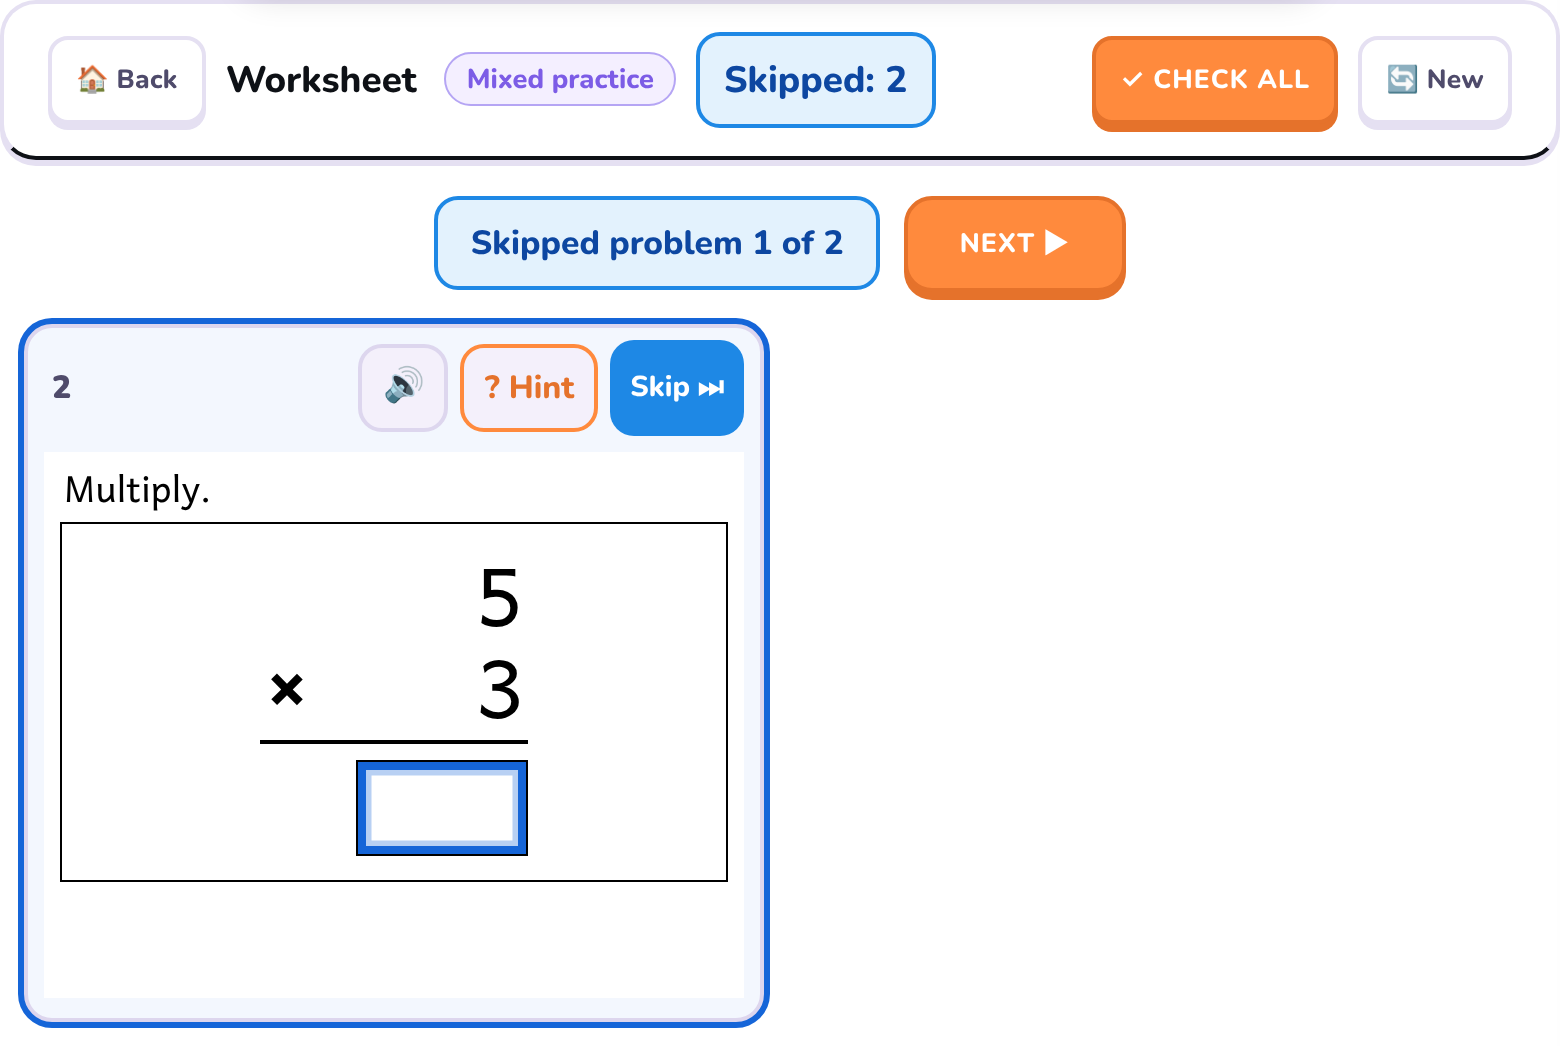 🏠 Back Worksheet Mixed practice Skipped: 2 ✓ CHECK ALL 🔄 New
Skipped problem 1 of 2 NEXT ▶
2 🔊 ? Hint Skip ⏭
Multiply.
5
× 3